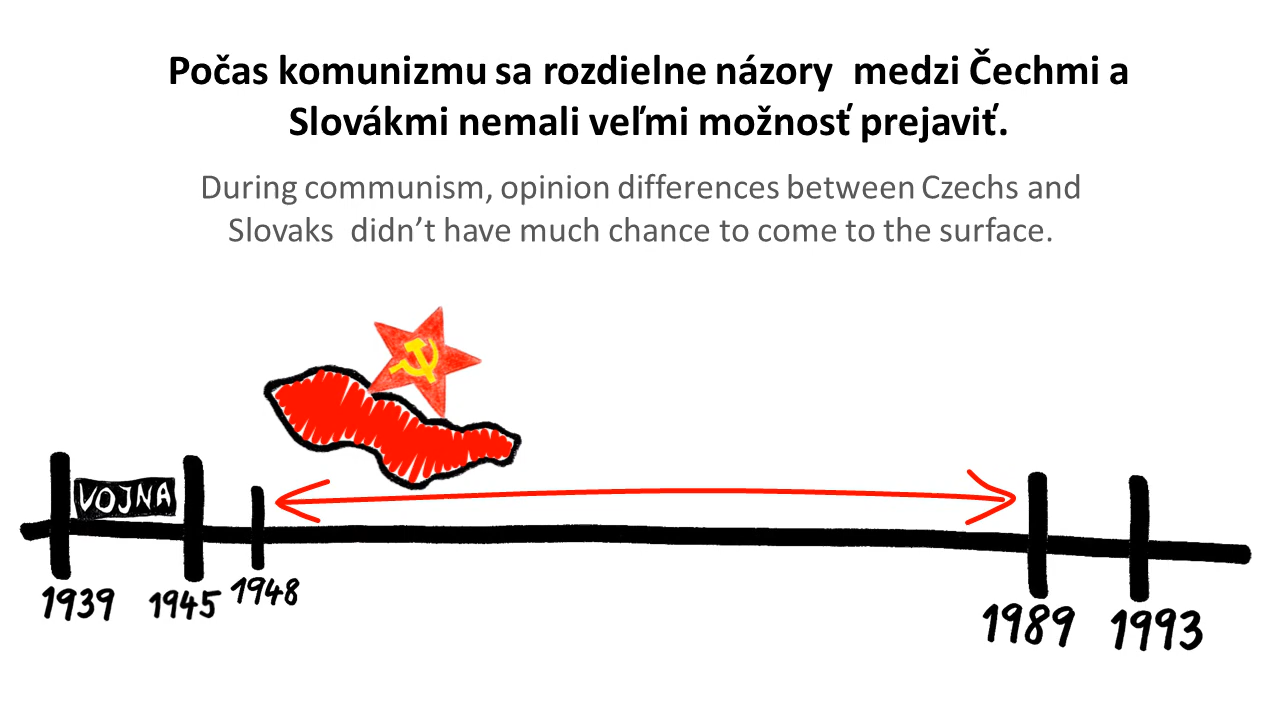 Počas komunizmu sa rozdielne názory  medzi Čechmi a
Slovákmi nemali veľmi možnosť prejaviť.
During communism, opinion differences between Czechs and
Slovaks  didn’t have much chance to come to the surface.
VOJNA
1939 1945 1948 1989 1993